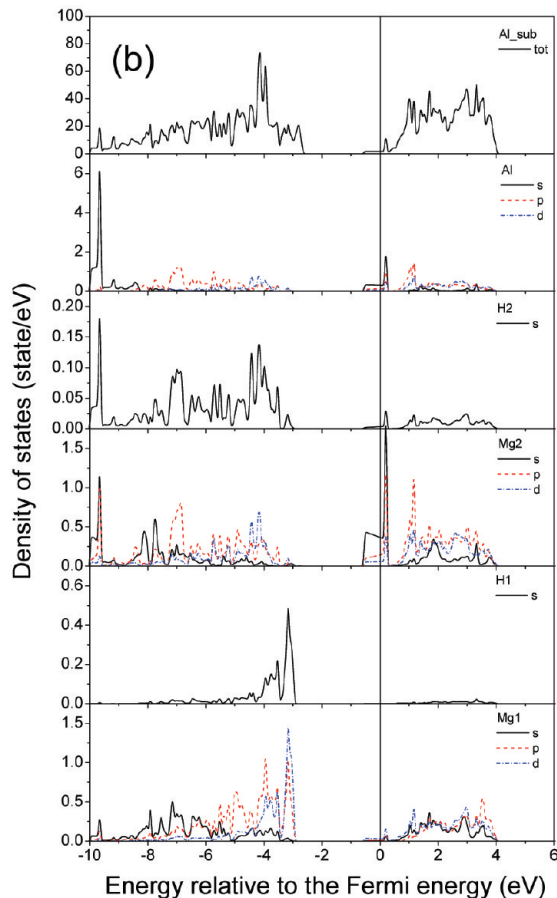 (b)
Al_sub
tot
100
80
60
40
20
0
Al
s
p
d
6
4
2
0
H2
s
0.20
0.15
0.10
0.05
0.00
Mg2
s
p
d
1.5
1.0
0.5
0.0
H1
s
0.6
0.4
0.2
0.0
Mg1
s
p
d
1.5
1.0
0.5
0.0
-10 -8 -6 -4 -2 0 2 4 6
Density of states (state/eV)
Energy relative to the Fermi energy (eV)